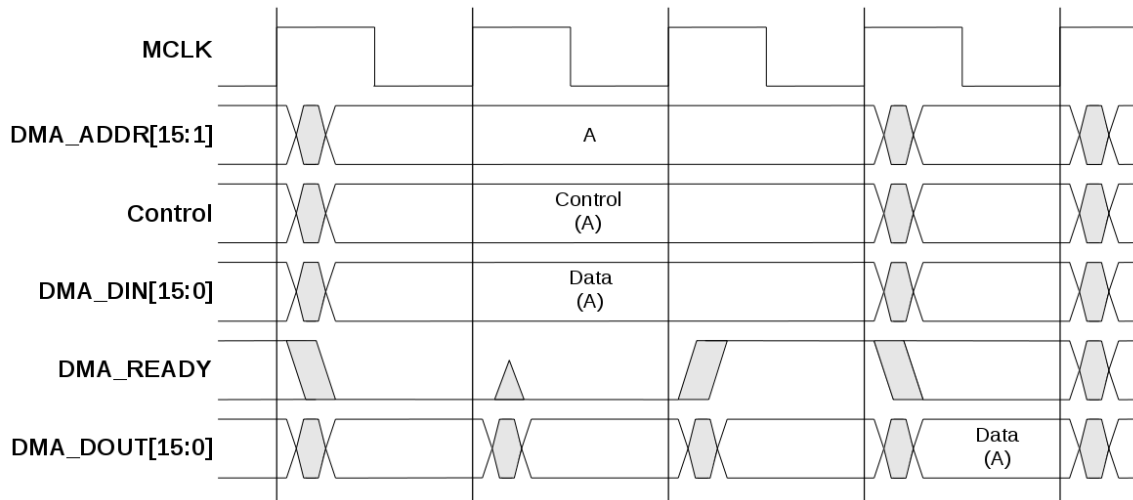 MCLK
DMA_ADDR[15:1]
A
Control
Control
(A)
DMA_DIN[15:0]
Data
(A)
DMA_READY
DMA_DOUT[15:0]
Data
(A)